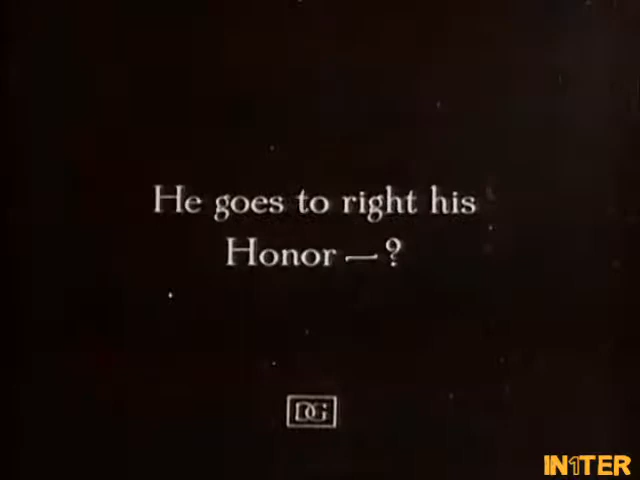 He goes to right his
Honor — ?
DG
IN1TER